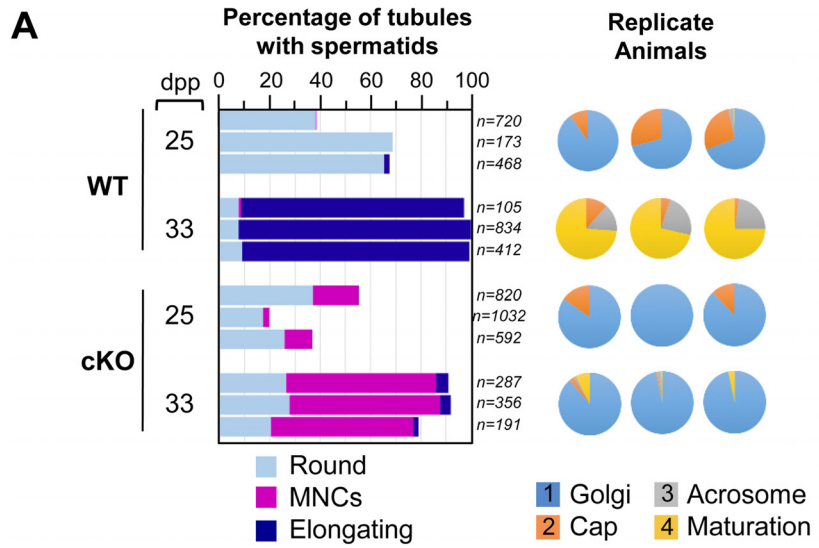 A
Percentage of tubules
with spermatids
Replicate
Animals
dpp
0 20 40 60 80 100
WT
25
n=720
n=173
n=468
33
n=105
n=834
n=412
cKO
25
n=820
n=1032
n=592
33
n=287
n=356
n=191
Round
MNCs
Elongating
1 Golgi
2 Cap
3 Acrosome
4 Maturation